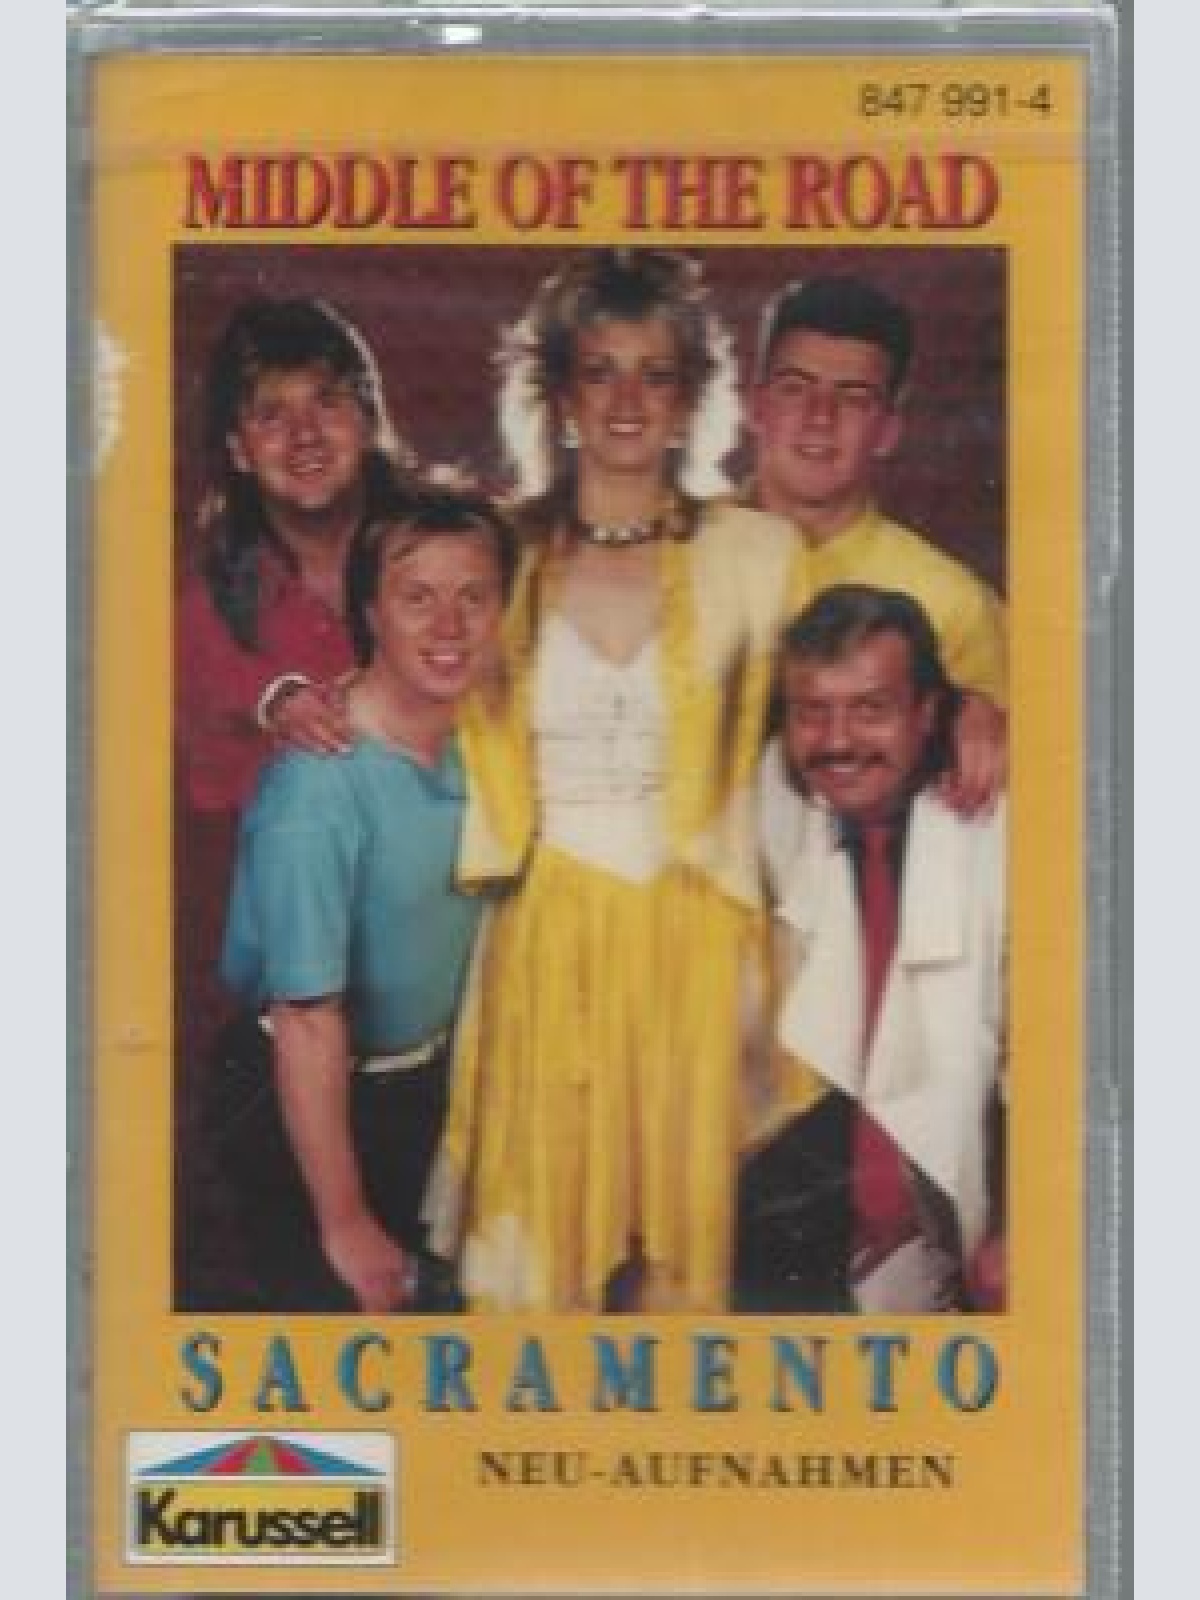 847 991-4
MIDDLE OF THE ROAD
SACRAMENTO
NEU-AUFNAHMEN
Karussell